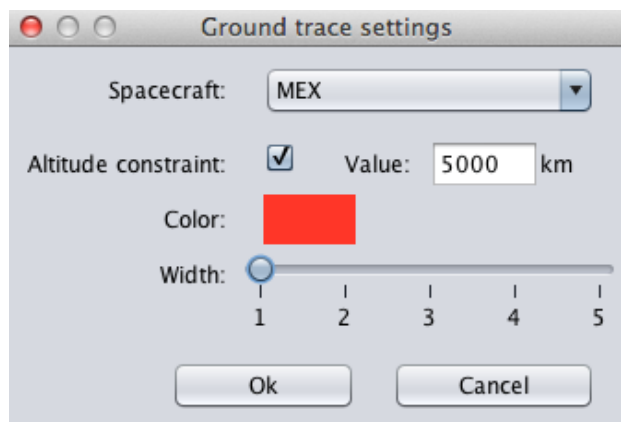 Ground trace settings
Spacecraft: MEX
Altitude constraint: Value: 5000 km
Color:
Width:
1 2 3 4 5
Ok Cancel